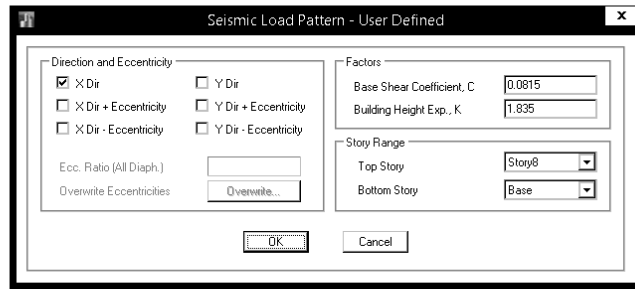 Seismic Load Pattern - User Defined
x
Direction and Eccentricity
X Dir
Y Dir
X Dir + Eccentricity
Y Dir + Eccentricity
X Dir - Eccentricity
Y Dir - Eccentricity
Ecc. Ratio (All Diaph.)
Overwrite Eccentricities
Overwrite...
Factors
Base Shear Coefficient, C
0.0815
Building Height Exp., K
1.835
Story Range
Top Story
Story8
Bottom Story
Base
OK
Cancel